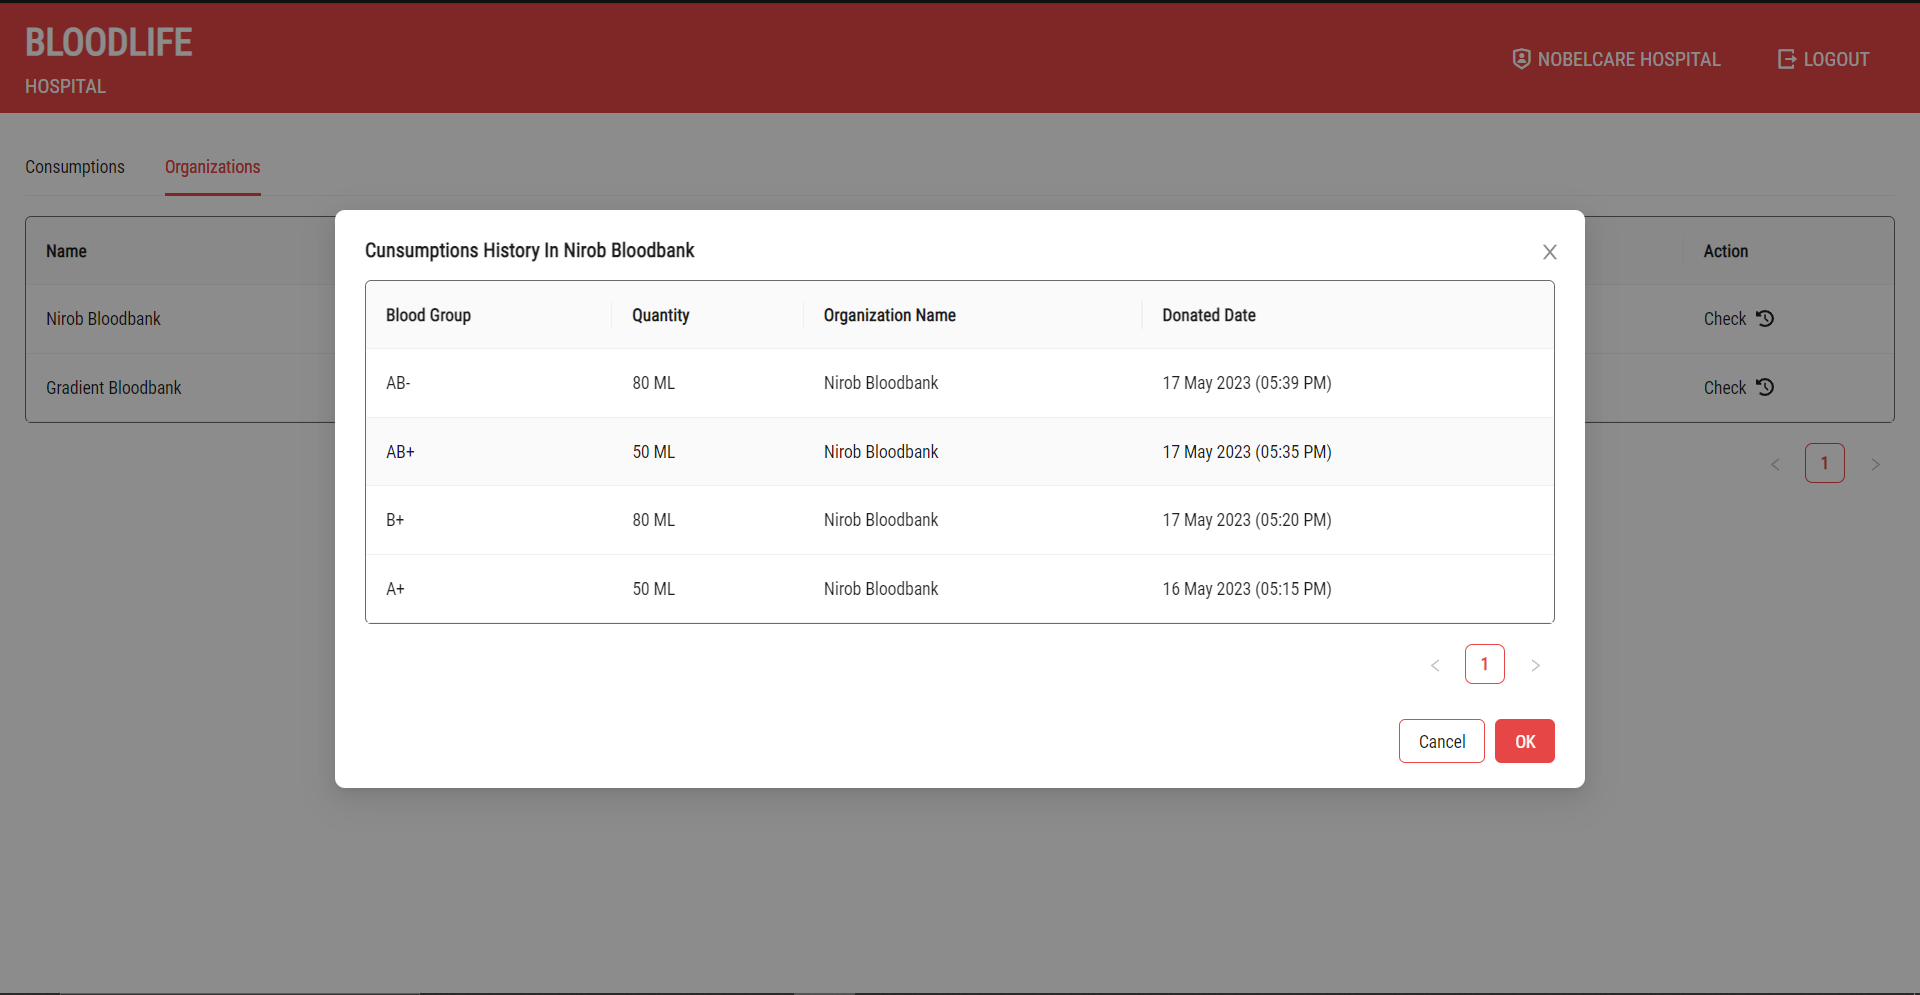 BLOODLIFE
HOSPITAL
NOBELCARE HOSPITAL LOGOUT
Consumptions Organizations
Name Action
Nirob Bloodbank Check
Gradient Bloodbank Check
< 1 >
Cunsumptions History In Nirob Bloodbank X
Blood Group Quantity Organization Name Donated Date
AB- 80 ML Nirob Bloodbank 17 May 2023 (05:39 PM)
AB+ 50 ML Nirob Bloodbank 17 May 2023 (05:35 PM)
B+ 80 ML Nirob Bloodbank 17 May 2023 (05:20 PM)
A+ 50 ML Nirob Bloodbank 16 May 2023 (05:15 PM)
< 1 >
Cancel OK